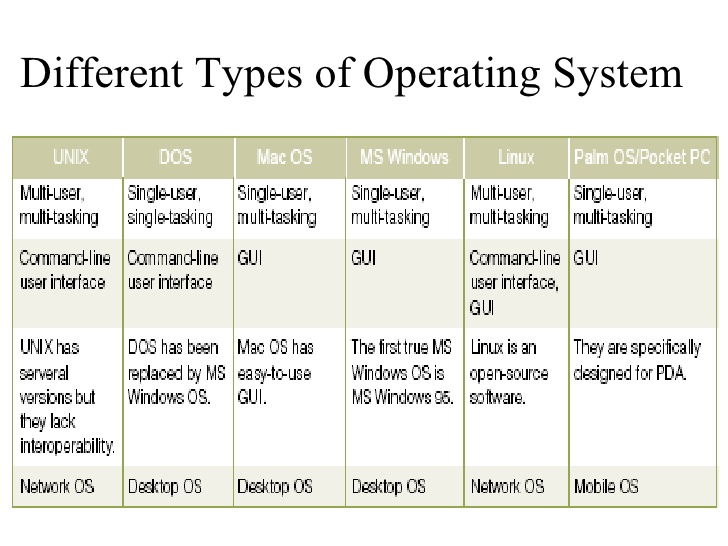 Different Types of Operating System
UNIX DOS Mac OS MS Windows Linux Palm OS/Pocket PC
Multi-user, Single-user, Single-user, Single-user, Multi-user, Single-user,
multi-tasking single-tasking multi-tasking multi-tasking multi-tasking multi-tasking
Command-line Command-line GUI GUI Command-line GUI
user interface user interface user interface,
GUI
UNIX has DOS has been Mac OS has The first true MS Linux is an They are specifically
serveral replaced by MS easy-to-use Windows OS is open-source designed for PDA.
versions but Windows OS. GUI. MS Windows 95. software.
they lack
interoperability.
Network OS Desktop OS Desktop OS Desktop OS Network OS Mobile OS